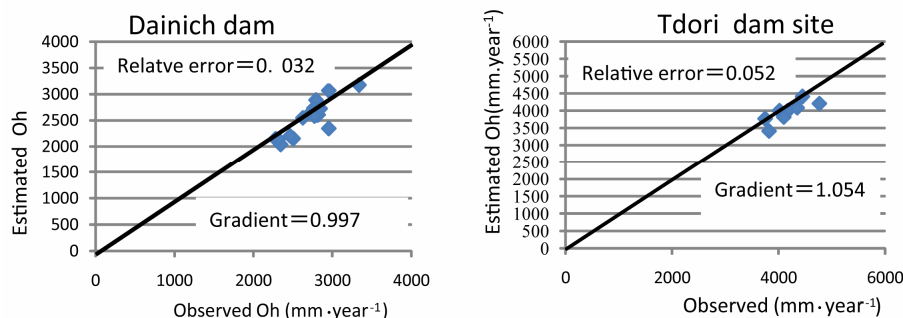 Dainich dam
4000
3500
3000
2500
2000
1500
1000
500
0
Estimated Oh
Relatve error=0. 032
Gradient=0.997
0 1000 2000 3000 4000
Observed Oh (mm·year-1)
Tdori dam site
6000
5500
5000
4500
4000
3500
3000
2500
2000
1500
1000
500
0
Estimated Oh(mm.year-1)
Relative error=0.052
Gradient=1.054
0 2000 4000 6000
Observed (mm·year-1)